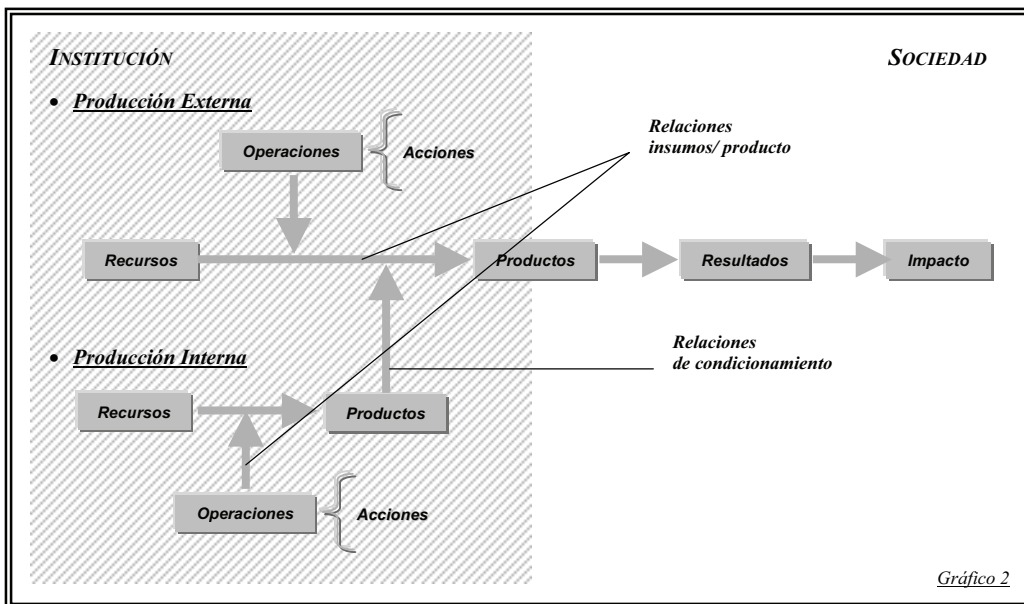 INSTITUCIÓN
SOCIEDAD
• Producción Externa
Relaciones
insumos/ producto
Operaciones
Acciones
Recursos
Productos
Resultados
Impacto
Relaciones
de condicionamiento
• Producción Interna
Recursos
Productos
Operaciones
Acciones
Gráfico 2